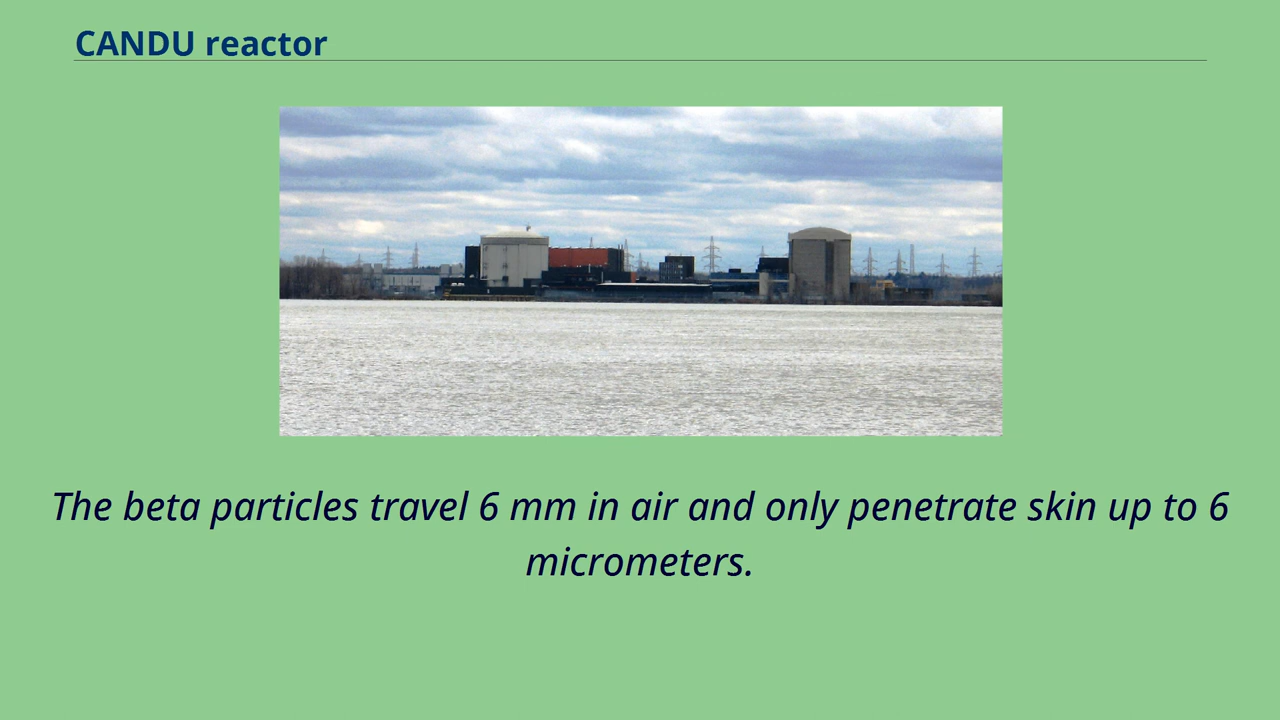 CANDU reactor
The beta particles travel 6 mm in air and only penetrate skin up to 6
micrometers.